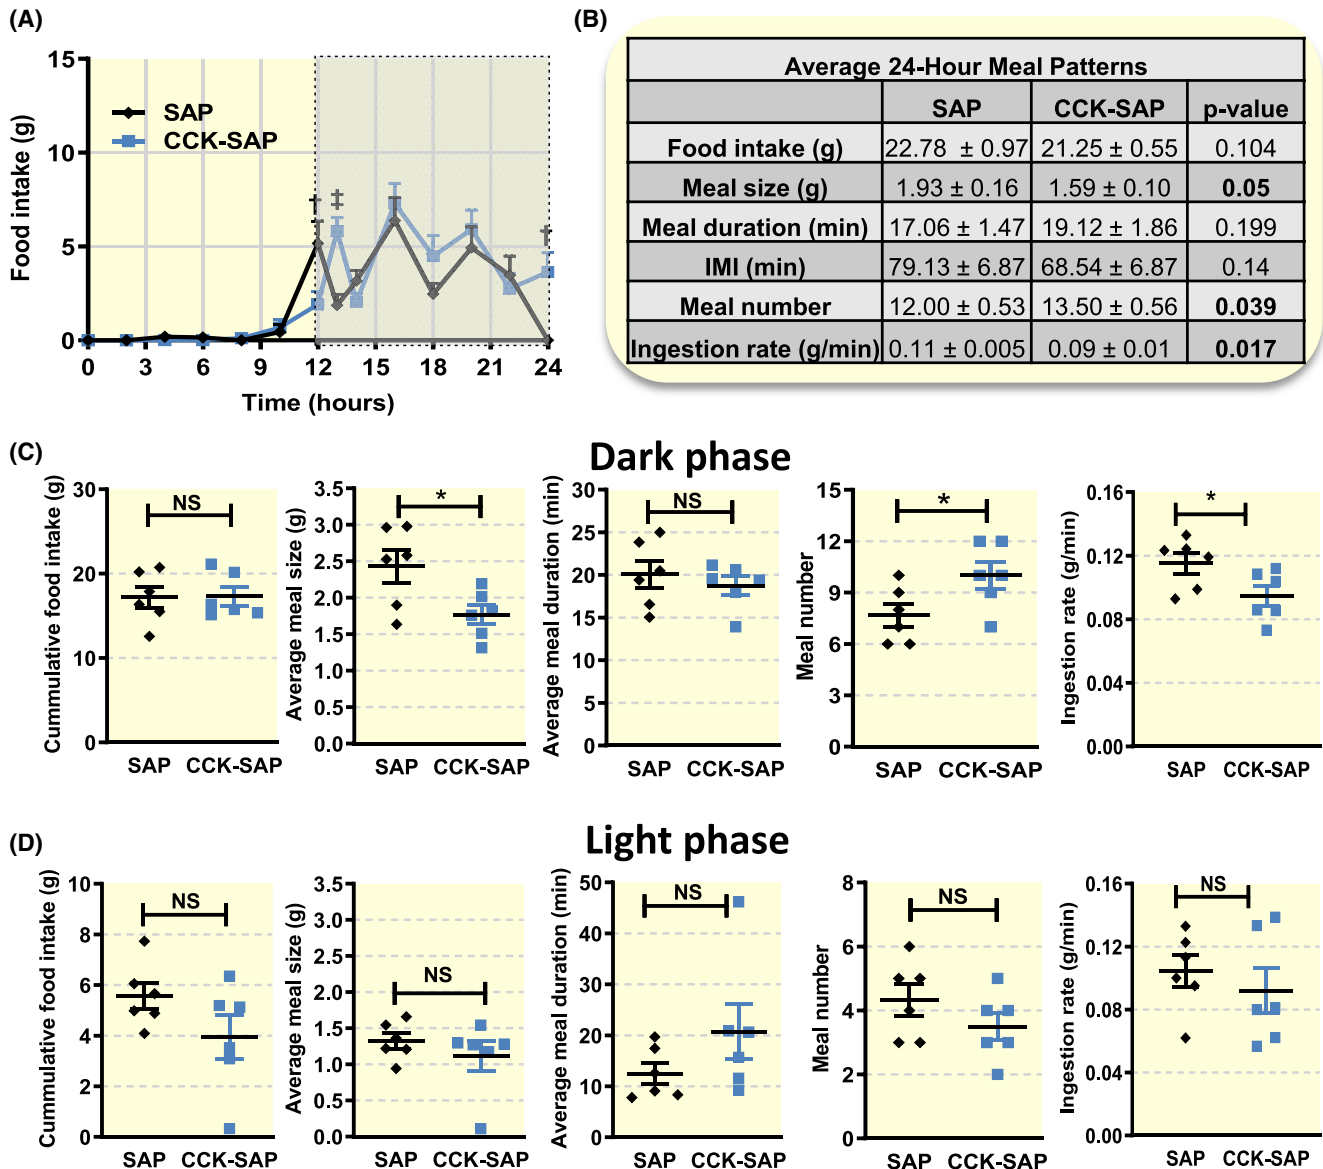 (A)
15
10
5
0
Food intake (g)
SAP
CCK-SAP
† ‡ †
0 3 6 9 12 15 18 21 24
Time (hours)
(B)
Average 24-Hour Meal Patterns
SAP CCK-SAP p-value
Food intake (g) 22.78 ± 0.97 21.25 ± 0.55 0.104
Meal size (g) 1.93 ± 0.16 1.59 ± 0.10 0.05
Meal duration (min) 17.06 ± 1.47 19.12 ± 1.86 0.199
IMI (min) 79.13 ± 6.87 68.54 ± 6.87 0.14
Meal number 12.00 ± 0.53 13.50 ± 0.56 0.039
Ingestion rate (g/min) 0.11 ± 0.005 0.09 ± 0.01 0.017
(C)
Dark phase
Cummulative food intake (g)
30
20
10
0
NS
SAP CCK-SAP
Average meal size (g)
3.5
3.0
2.5
2.0
1.5
1.0
0.5
0.0
*
SAP CCK-SAP
Average meal duration (min)
30
25
20
15
10
5
0
NS
SAP CCK-SAP
Meal number
15
12
9
6
3
0
*
SAP CCK-SAP
Ingestion rate (g/min)
0.16
0.12
0.08
0.04
0.00
*
SAP CCK-SAP
(D)
Light phase
Cummulative food intake (g)
10
8
6
4
2
0
NS
SAP CCK-SAP
Average meal size (g)
3.5
3.0
2.5
2.0
1.5
1.0
0.5
0.0
NS
SAP CCK-SAP
Average meal duration (min)
50
40
30
20
10
0
NS
SAP CCK-SAP
Meal number
8
6
4
2
0
NS
SAP CCK-SAP
Ingestion rate (g/min)
0.16
0.12
0.08
0.04
0.00
NS
SAP CCK-SAP